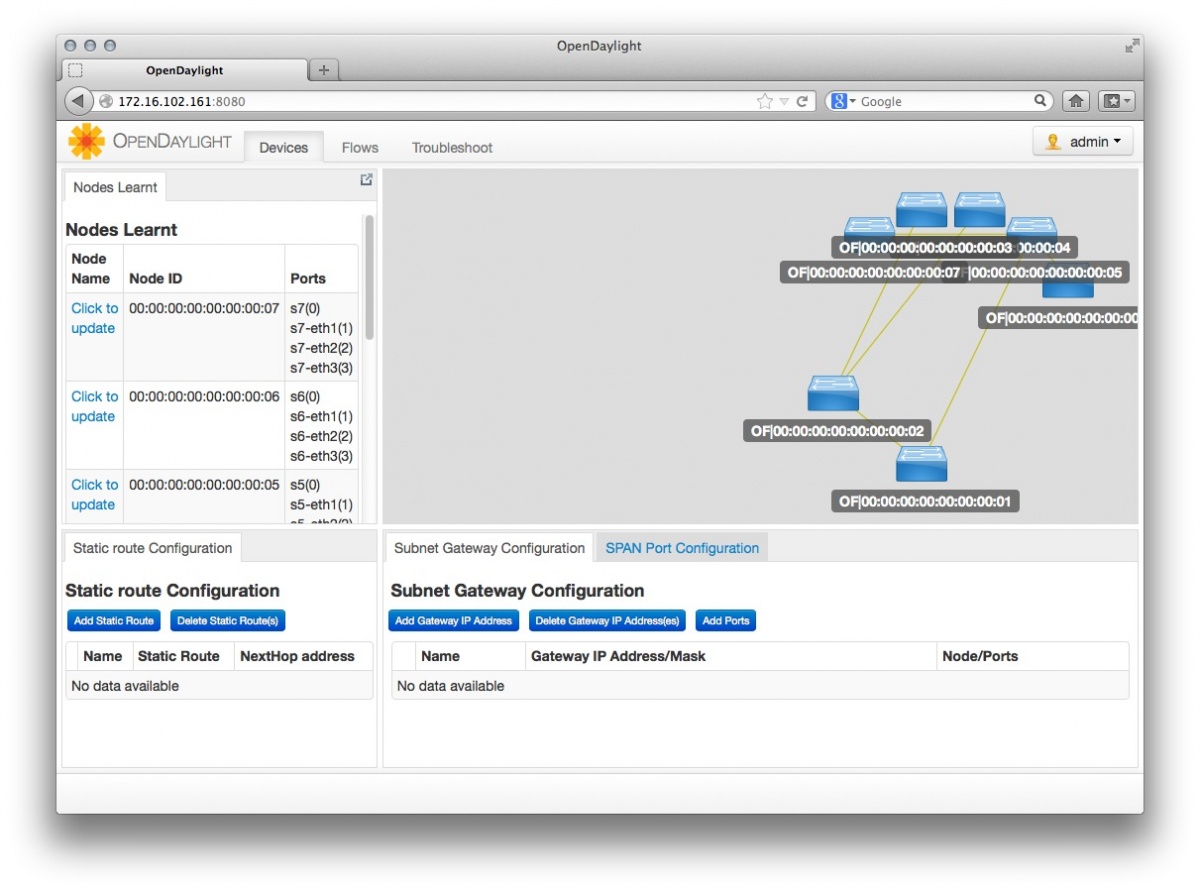 OpenDaylight
OpenDaylight
172.16.102.161:8080
Google
OPENDAYLIGHT
Devices
Flows
Troubleshoot
admin
Nodes Learnt
Nodes Learnt
Node Name
Node ID
Ports
Click to update
00:00:00:00:00:00:00:07
s7(0)
s7-eth1(1)
s7-eth2(2)
s7-eth3(3)
Click to update
00:00:00:00:00:00:00:06
s6(0)
s6-eth1(1)
s6-eth2(2)
s6-eth3(3)
Click to update
00:00:00:00:00:00:00:05
s5(0)
s5-eth1(1)
s5-eth2(2)
OF|00:00:00:00:00:00:00:03
00:00:04
OF|00:00:00:00:00:00:00:07
|00:00:00:00:00:00:00:05
OF|00:00:00:00:00:00:00
OF|00:00:00:00:00:00:00:02
OF|00:00:00:00:00:00:00:01
Static route Configuration
Static route Configuration
Add Static Route
Delete Static Route(s)
Name
Static Route
NextHop address
No data available
Subnet Gateway Configuration
SPAN Port Configuration
Subnet Gateway Configuration
Add Gateway IP Address
Delete Gateway IP Address(es)
Add Ports
Name
Gateway IP Address/Mask
Node/Ports
No data available